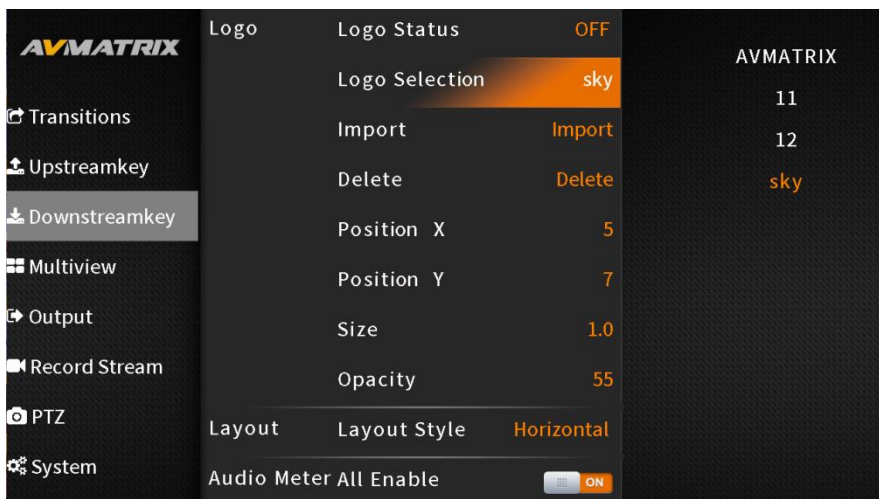 AVMATRIX
Transitions
Upstreamkey
Downstreamkey
Multiview
Output
Record Stream
PTZ
System
Logo Logo Status OFF
Logo Selection sky
Import Import
Delete Delete
Position X 5
Position Y 7
Size 1.0
Opacity 55
Layout Layout Style Horizontal
Audio Meter All Enable ON
AVMATRIX
11
12
sky